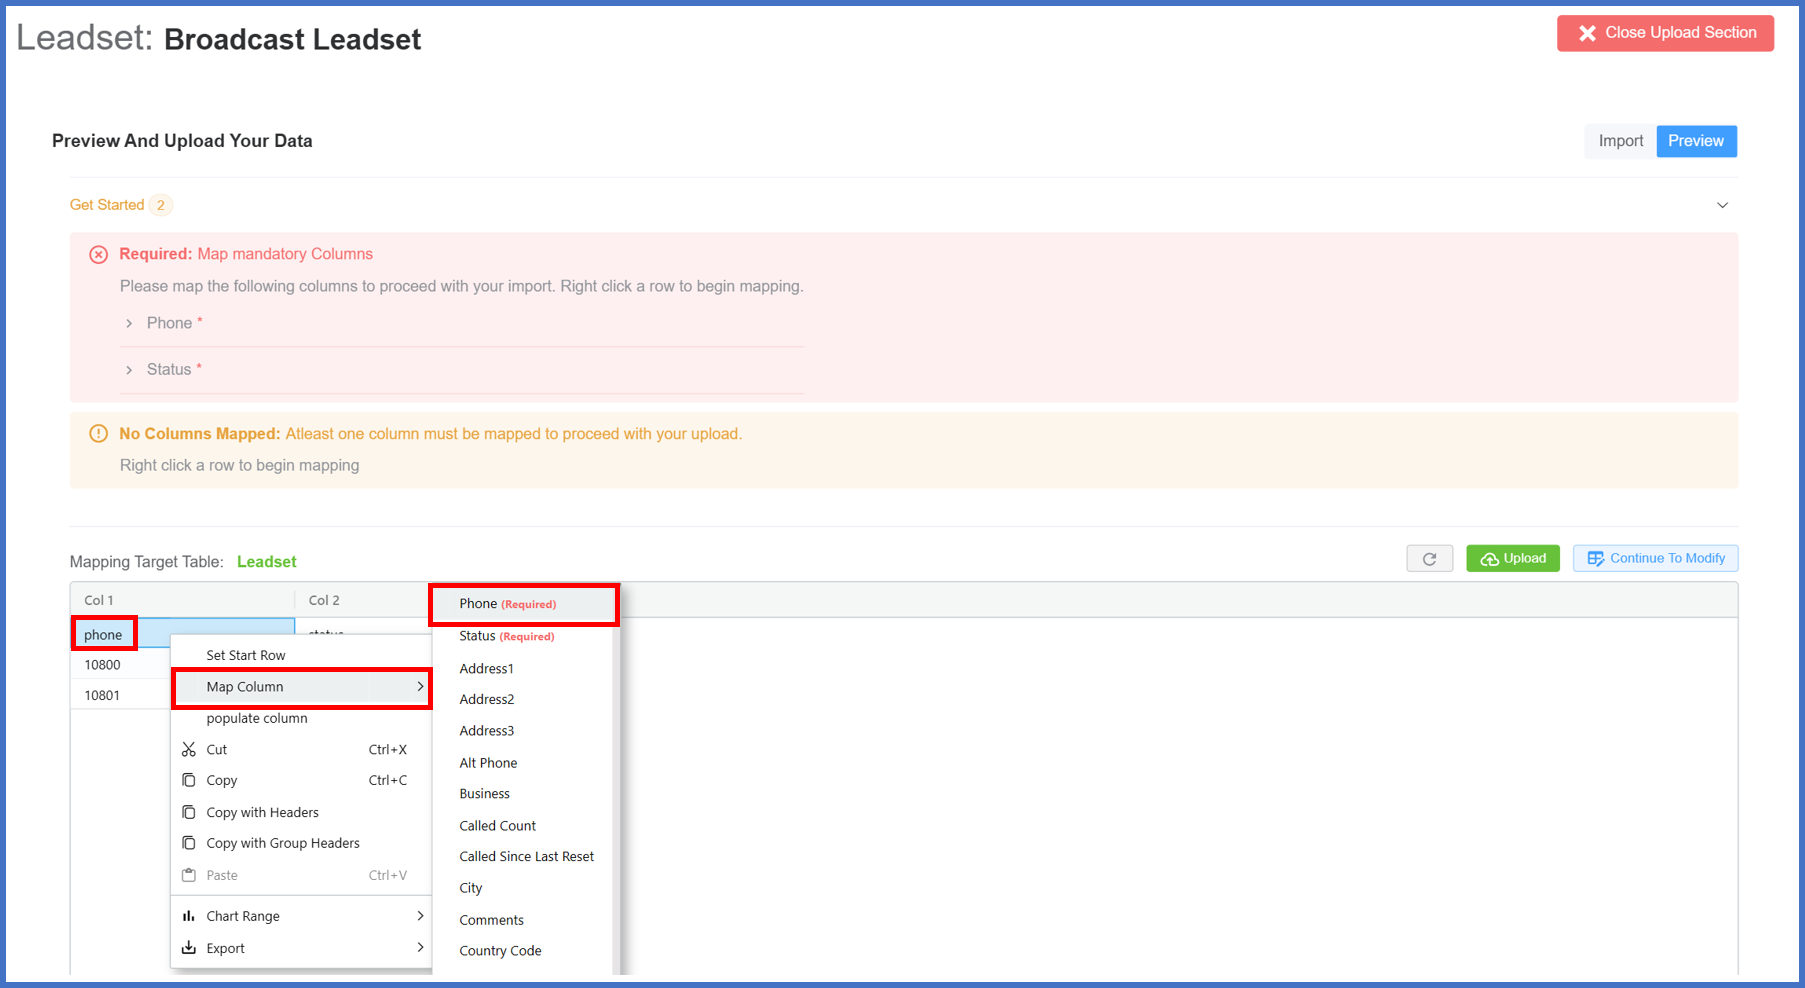 Leadset: Broadcast Leadset
Close Upload Section
Preview And Upload Your Data
Import
Preview
Get Started 2
Required: Map mandatory Columns
Please map the following columns to proceed with your import. Right click a row to begin mapping.
Phone *
Status *
No Columns Mapped: Atleast one column must be mapped to proceed with your upload.
Right click a row to begin mapping
Mapping Target Table: Leadset
Upload
Continue To Modify
Col 1
Col 2
phone
status
10800
10801
Set Start Row
Map Column
populate column
Cut Ctrl+X
Copy Ctrl+C
Copy with Headers
Copy with Group Headers
Paste Ctrl+V
Chart Range
Export
Phone (Required)
Status (Required)
Address1
Address2
Address3
Alt Phone
Business
Called Count
Called Since Last Reset
City
Comments
Country Code